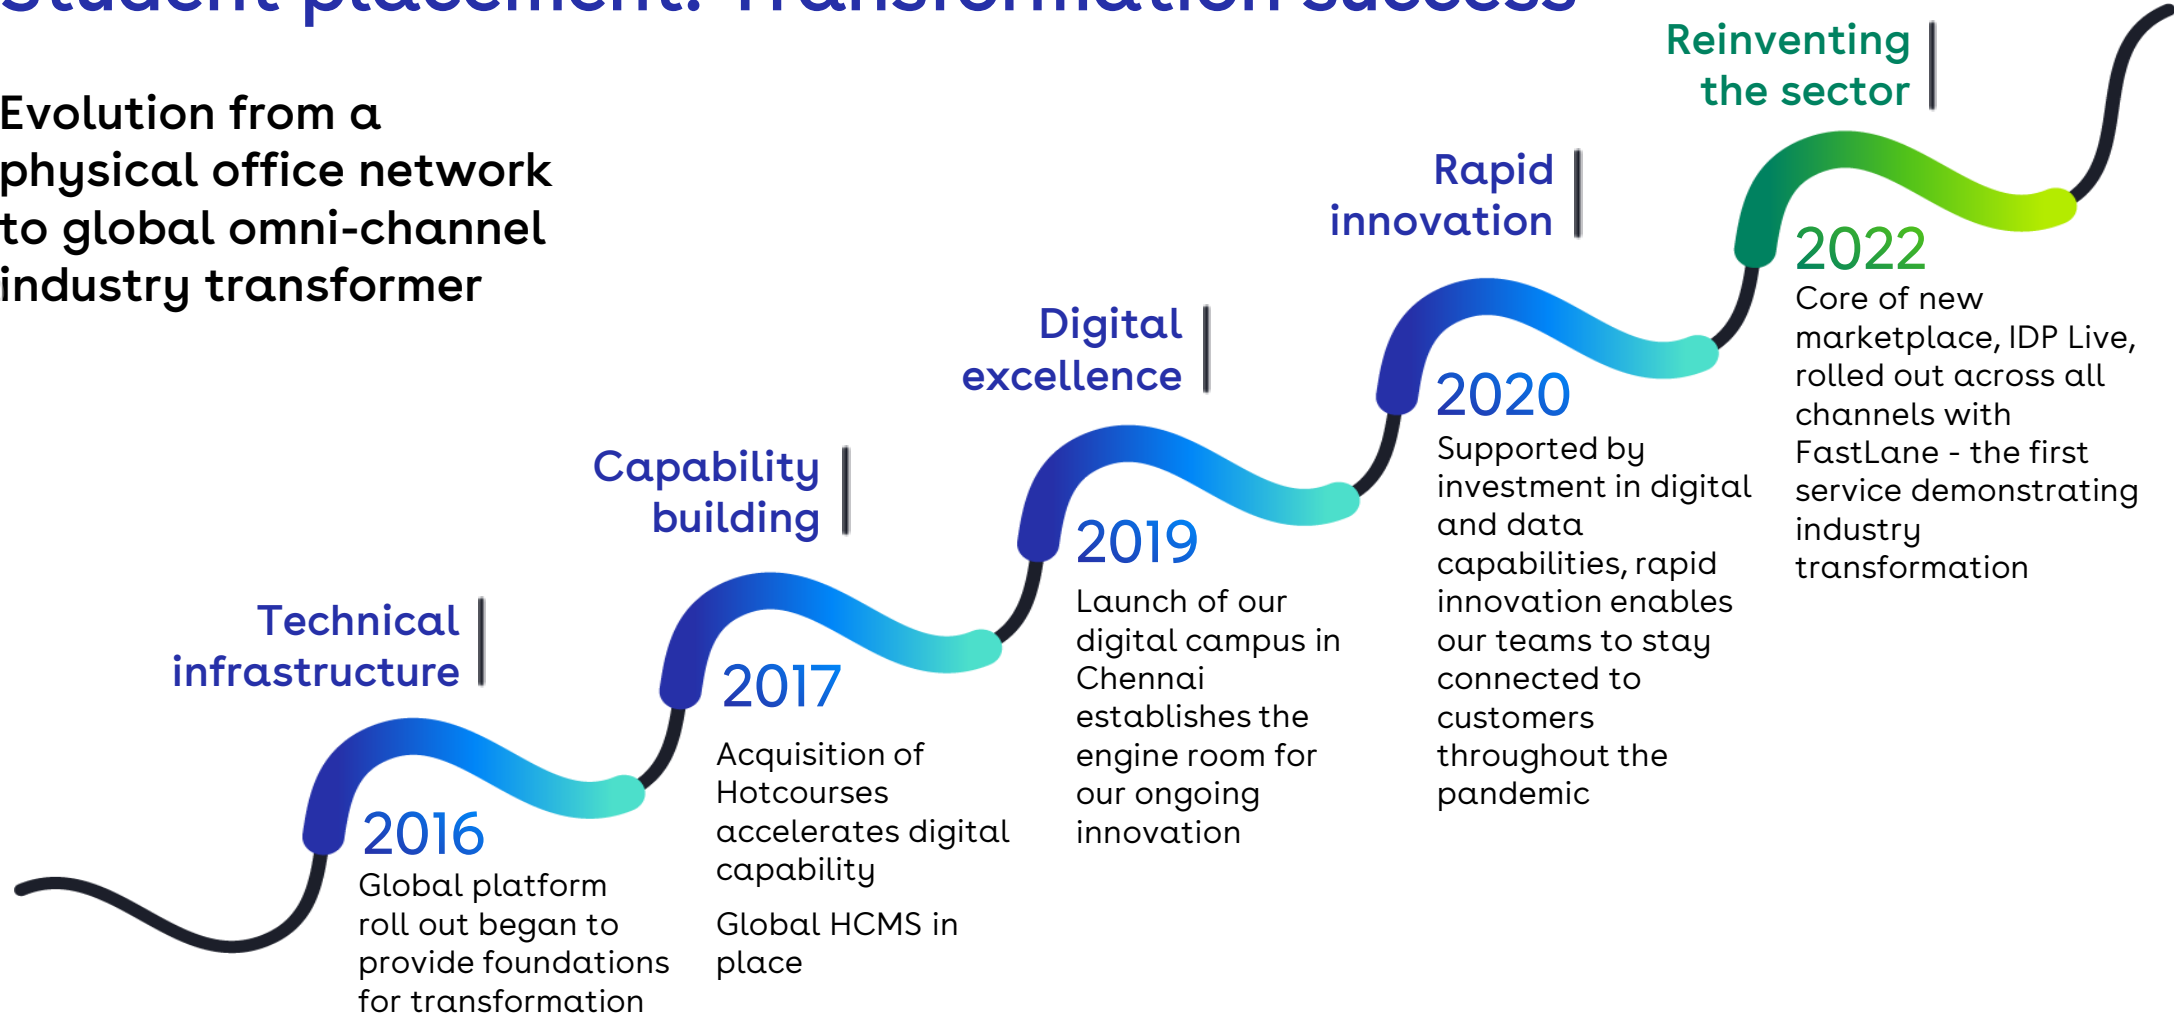 Student placement: Transformation success
Evolution from a
physical office network
to global omni-channel
industry transformer
Technical
infrastructure
2016
Global platform
roll out began to
provide foundations
for transformation
Capability
building
2017
Acquisition of
Hotcourses
accelerates digital
capability
Global HCMS in
place
Digital
excellence
2019
Launch of our
digital campus in
Chennai
establishes the
engine room for
our ongoing
innovation
Rapid
innovation
2020
Supported by
investment in digital
and data
capabilities, rapid
innovation enables
our teams to stay
connected to
customers
throughout the
pandemic
Reinventing
the sector
2022
Core of new
marketplace, IDP Live,
rolled out across all
channels with
FastLane - the first
service demonstrating
industry
transformation